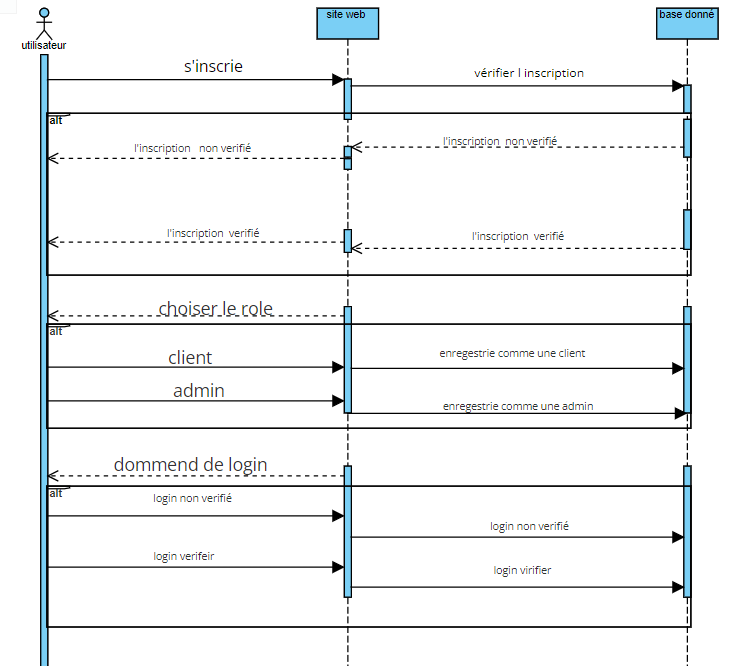 utilisateur
site web
base donné
s'inscrie
vérifier l inscription
alt
l'inscription non verifié
l'inscription non verifié
l'inscription verifié
l'inscription verifié
choiser le role
alt
client
enregestrie comme une client
admin
enregestrie comme une admin
dommend de login
alt
login non verifié
login non verifié
login verifeir
login virifier